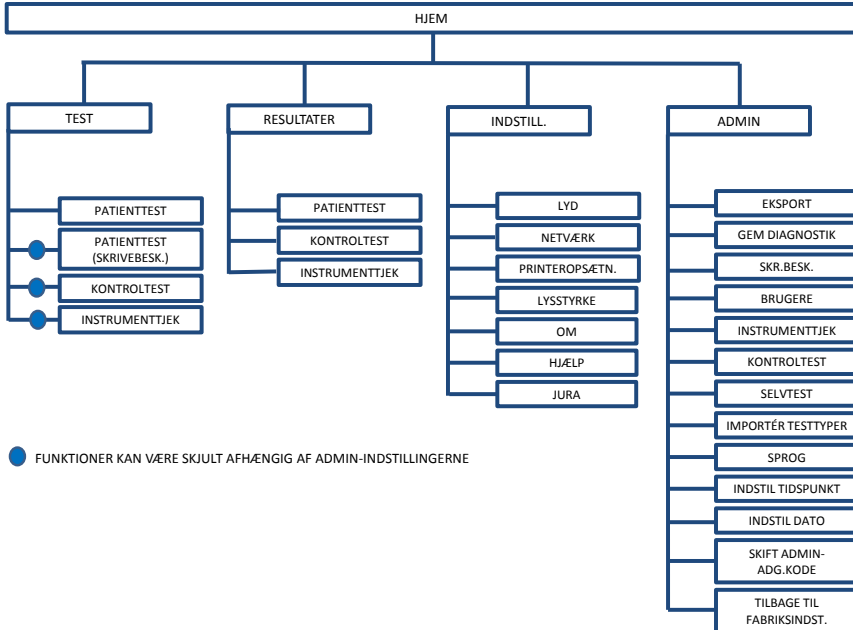 HJEM
TEST
RESULTATER
INDSTILL.
ADMIN
PATIENTTEST
PATIENTTEST
(SKRIVEBESK.)
KONTROLTEST
INSTRUMENTTJEK
PATIENTTEST
KONTROLTEST
INSTRUMENTTJEK
LYD
NETVÆRK
PRINTEROPSÆTN.
LYSSTYRKE
OM
HJÆLP
JURA
EKSPORT
GEM DIAGNOSTIK
SKR.BESK.
BRUGERE
INSTRUMENTTJEK
KONTROLTEST
SELVTEST
IMPORTÉR TESTTYPER
SPROG
INDSTIL TIDSPUNKT
INDSTIL DATO
SKIFT ADMIN-
ADG.KODE
TILBAGE TIL
FABRIKSINDST.
FUNKTIONER KAN VÆRE SKJULT AFHÆNGIG AF ADMIN-INDSTILLINGERNE